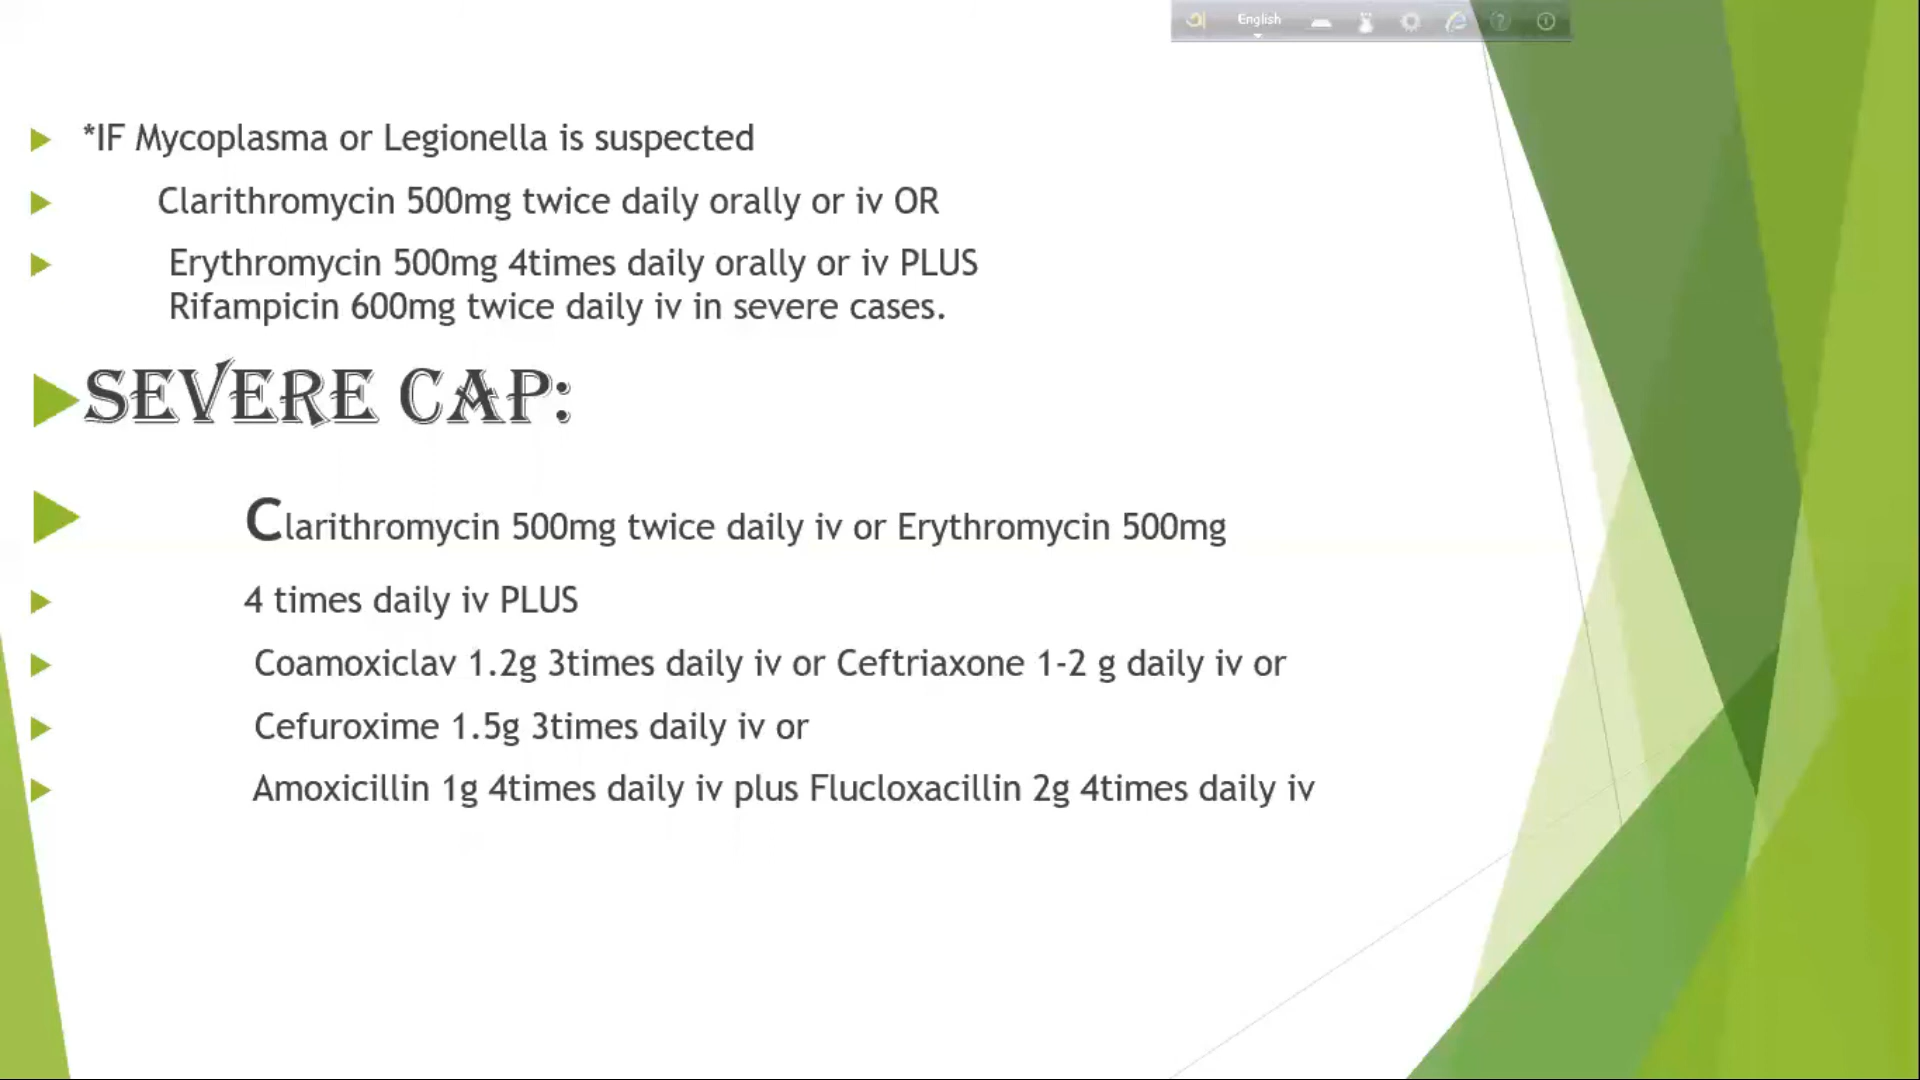 English
*IF Mycoplasma or Legionella is suspected
Clarithromycin 500mg twice daily orally or iv OR
Erythromycin 500mg 4times daily orally or iv PLUS
Rifampicin 600mg twice daily iv in severe cases.
SEVERE CAP:
Clarithromycin 500mg twice daily iv or Erythromycin 500mg
4 times daily iv PLUS
Coamoxiclav 1.2g 3times daily iv or Ceftriaxone 1-2 g daily iv or
Cefuroxime 1.5g 3times daily iv or
Amoxicillin 1g 4times daily iv plus Flucloxacillin 2g 4times daily iv